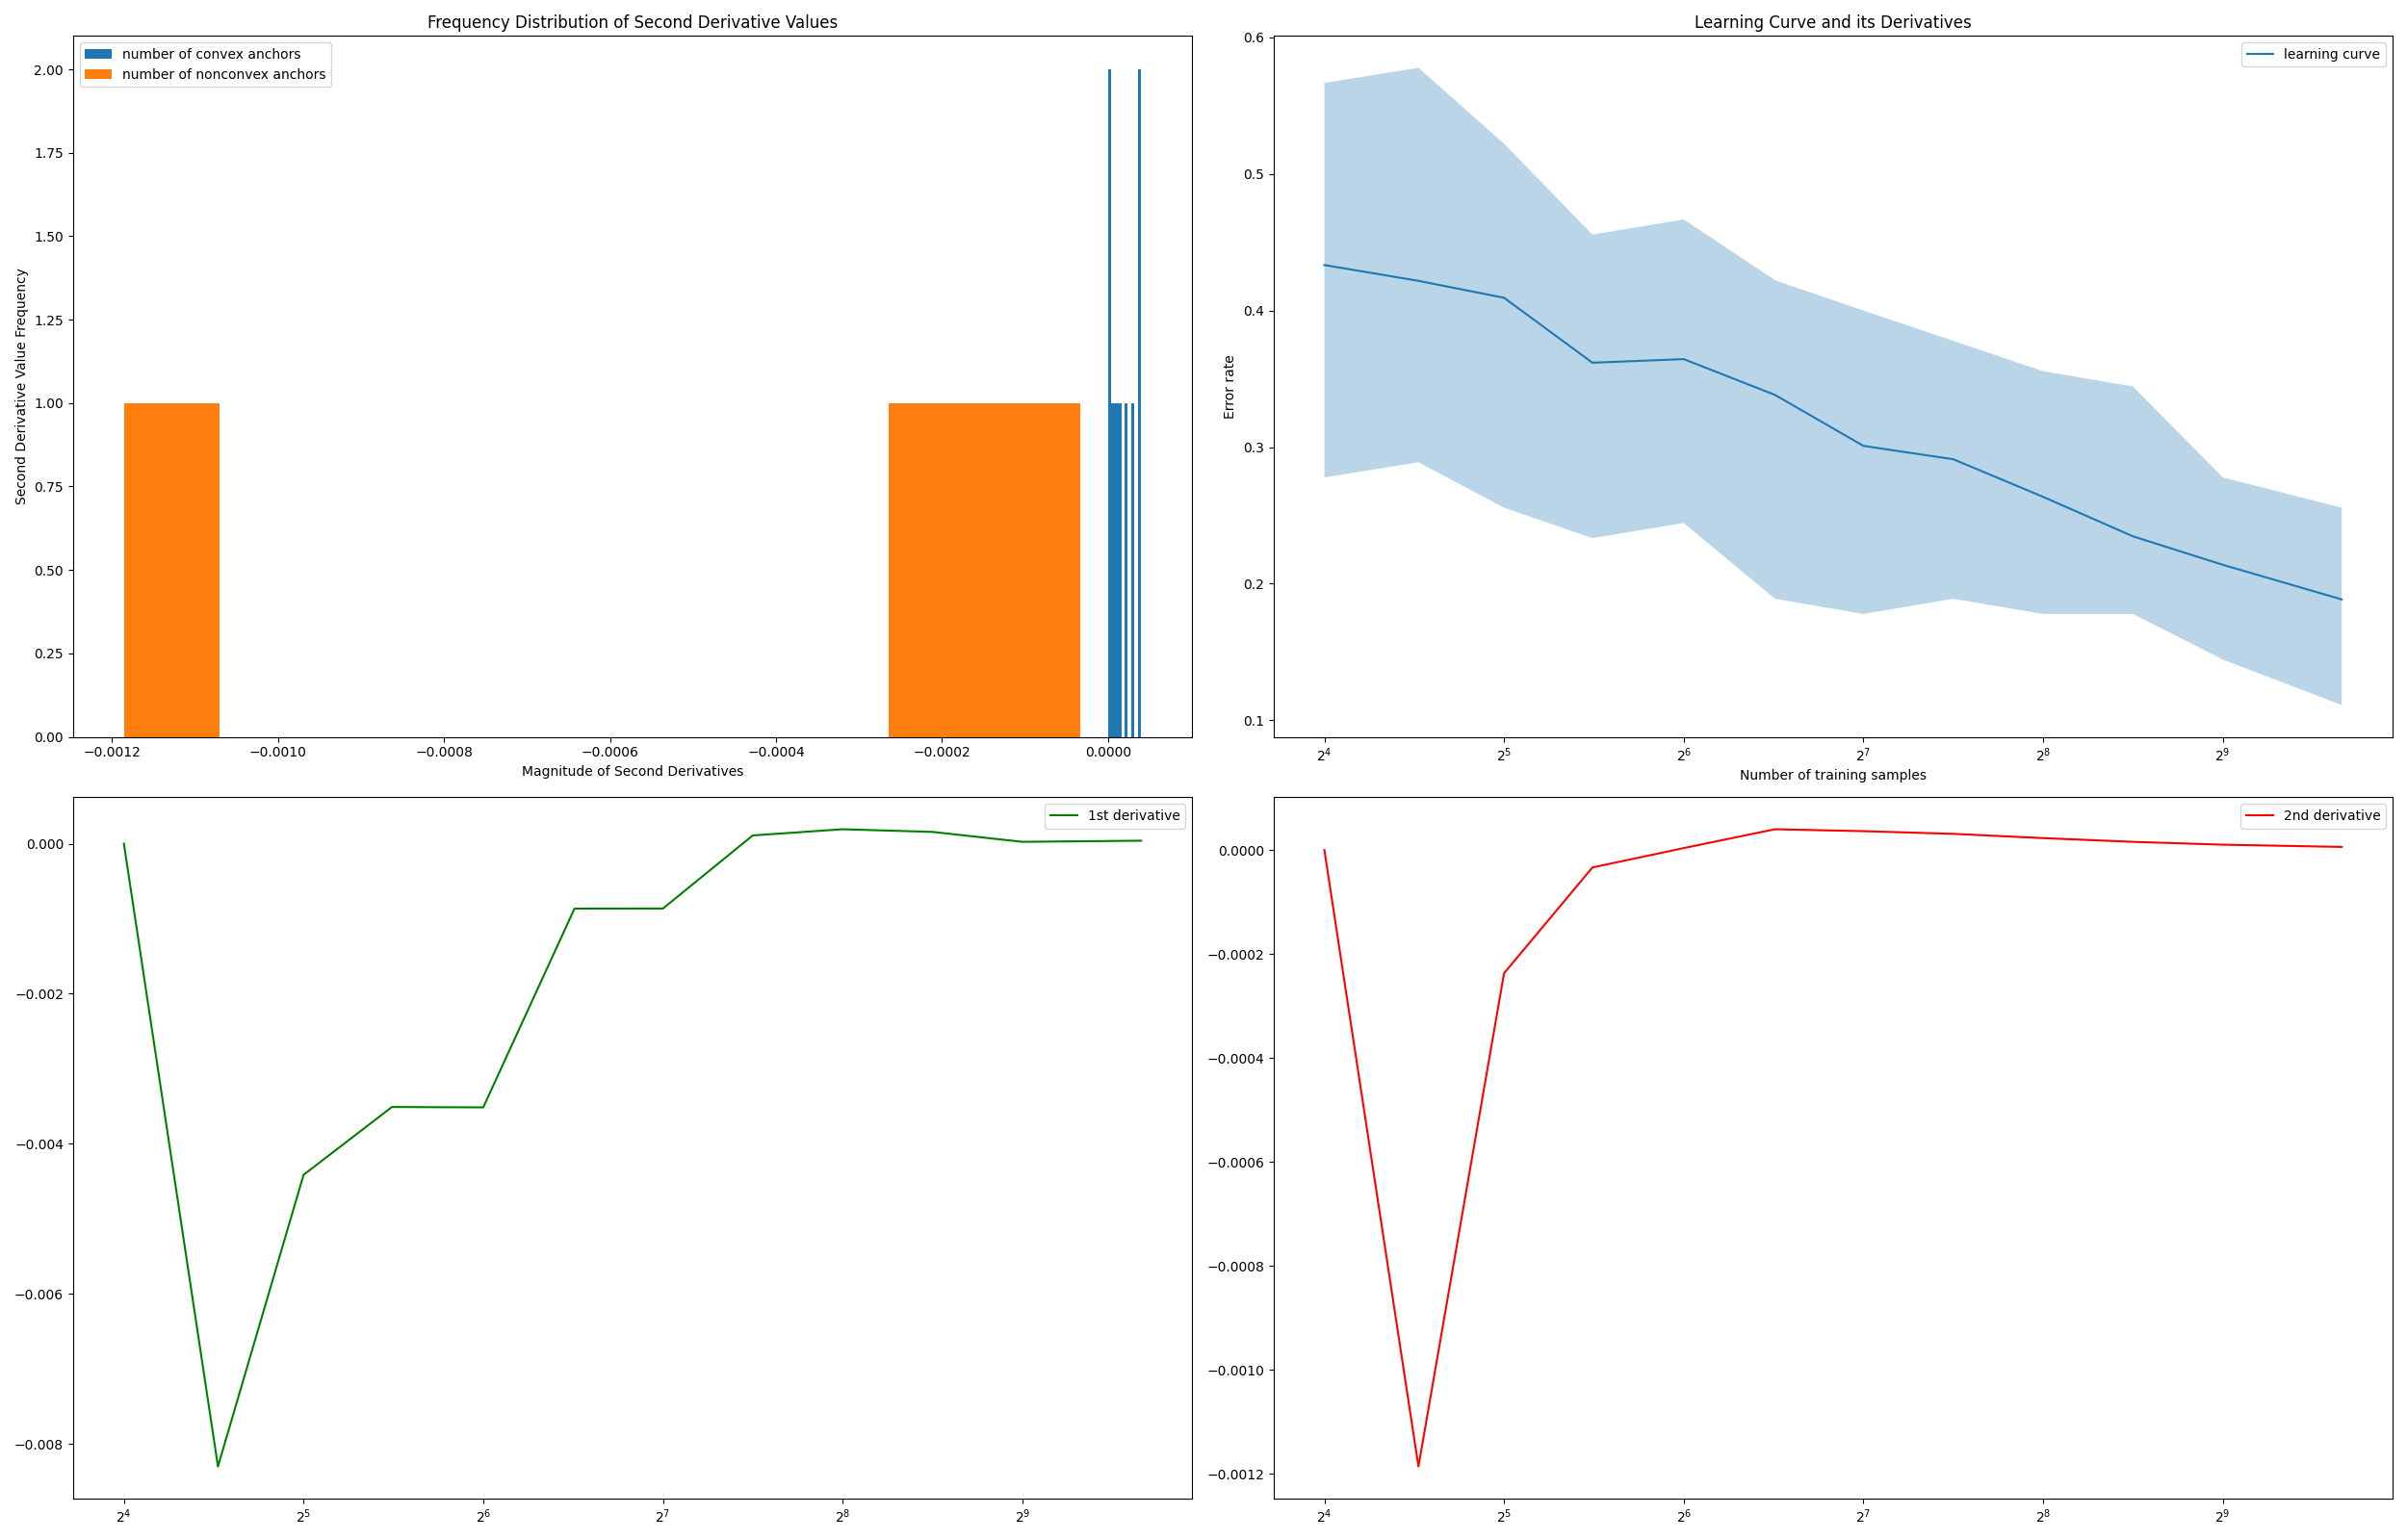 Frequency Distribution of Second Derivative Values
number of convex anchors
number of nonconvex anchors
2.00
1.75
1.50
1.25
1.00
0.75
0.50
0.25
0.00
Second Derivative Value Frequency
−0.0012 −0.0010 −0.0008 −0.0006 −0.0004 −0.0002 0.0000
Magnitude of Second Derivatives
Learning Curve and its Derivatives
learning curve
0.6
0.5
0.4
0.3
0.2
0.1
Error rate
2⁴ 2⁵ 2⁶ 2⁷ 2⁸ 2⁹
Number of training samples
1st derivative
0.000
−0.002
−0.004
−0.006
−0.008
2⁴ 2⁵ 2⁶ 2⁷ 2⁸ 2⁹
2nd derivative
0.0000
−0.0002
−0.0004
−0.0006
−0.0008
−0.0010
−0.0012
2⁴ 2⁵ 2⁶ 2⁷ 2⁸ 2⁹